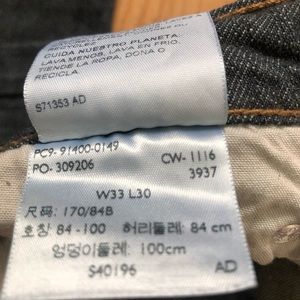 RECYCLEZ
CUIDA NUESTRO PLANETA:
LAVA MENOS, LAVA EN FRIO,
TIENDE LA ROPA, DONA O
RECICLA.
S71353 AD
PC9- 91400-0149
PO- 309206
CW- 1116
3937
W33 L30
尺码: 170/84B
호칭: 84 -100 허리둘레: 84 cm
엉덩이둘레: 100cm
S40196 AD